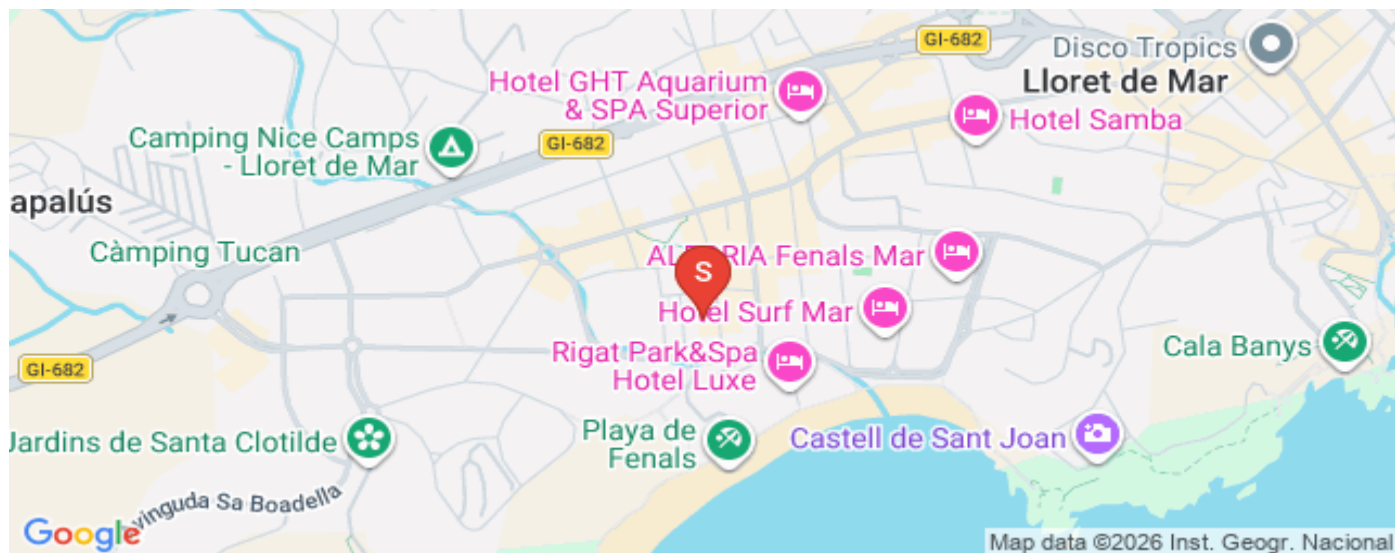 GI-682
Disco Tropics
Lloret de Mar
Hotel GHT Aquarium
& SPA Superior
Hotel Samba
Camping Nice Camps
- Lloret de Mar
GI-682
apalús
Càmping Tucan
Fenals Mar
S
Hotel Surf Mar
Rigat Park&Spa
Hotel Luxe
Cala Banys
GI-682
Jardins de Santa Clotilde
Playa de
Fenals
Castell de Sant Joan
vinguda Sa Boadella
Google
Map data ©2026 Inst. Geogr. Nacional